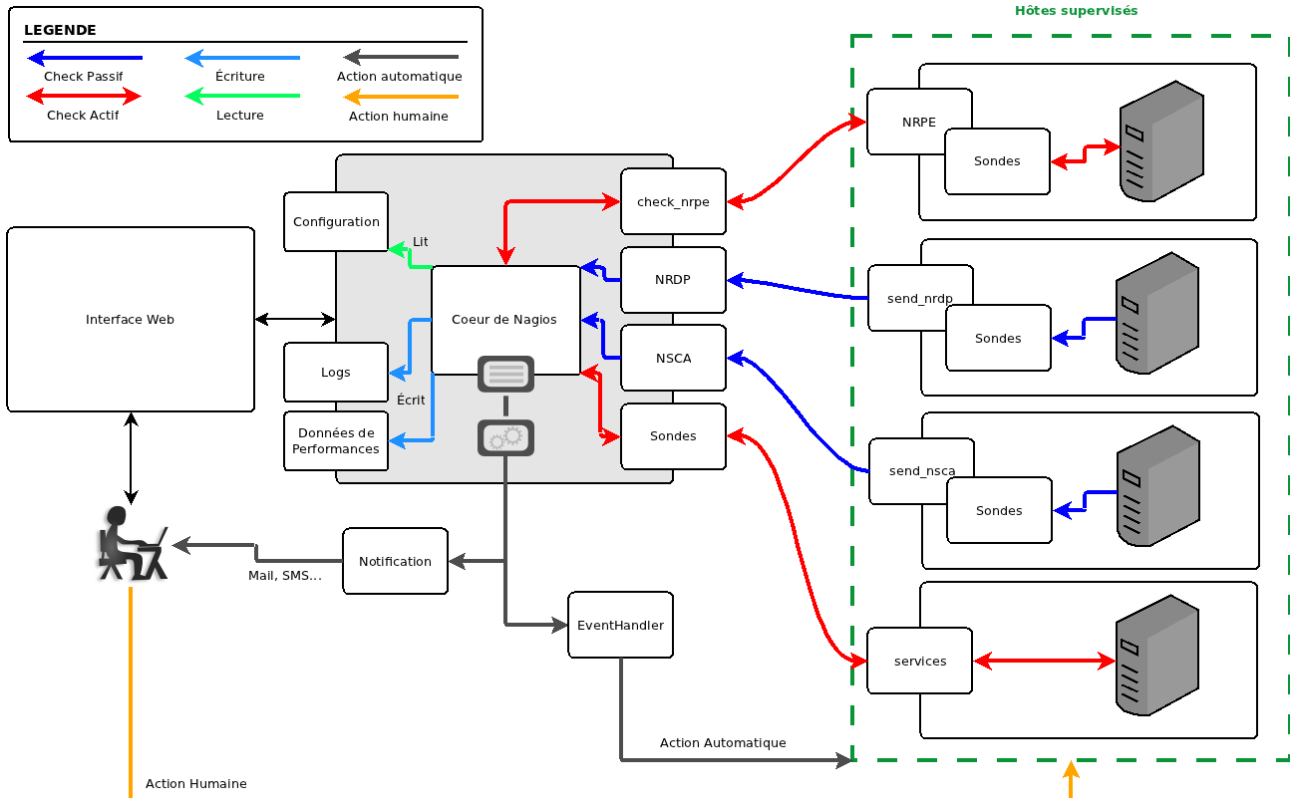 Hôtes supervisés
LEGENDE
Check Passif
Écriture
Action automatique
Check Actif
Lecture
Action humaine
NRPE
Sondes
check_nrpe
Configuration
Lit
NRDP
send_nrdp
Sondes
Interface Web
Coeur de Nagios
NSCA
Logs
Écrit
Données de
Performances
Sondes
send_nsca
Sondes
Notification
Mail, SMS...
EventHandler
services
Action Automatique
Action Humaine